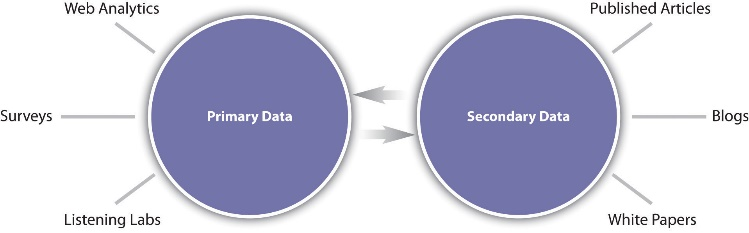 Web Analytics
Published Articles
Surveys
Primary Data
Secondary Data
Blogs
Listening Labs
White Papers